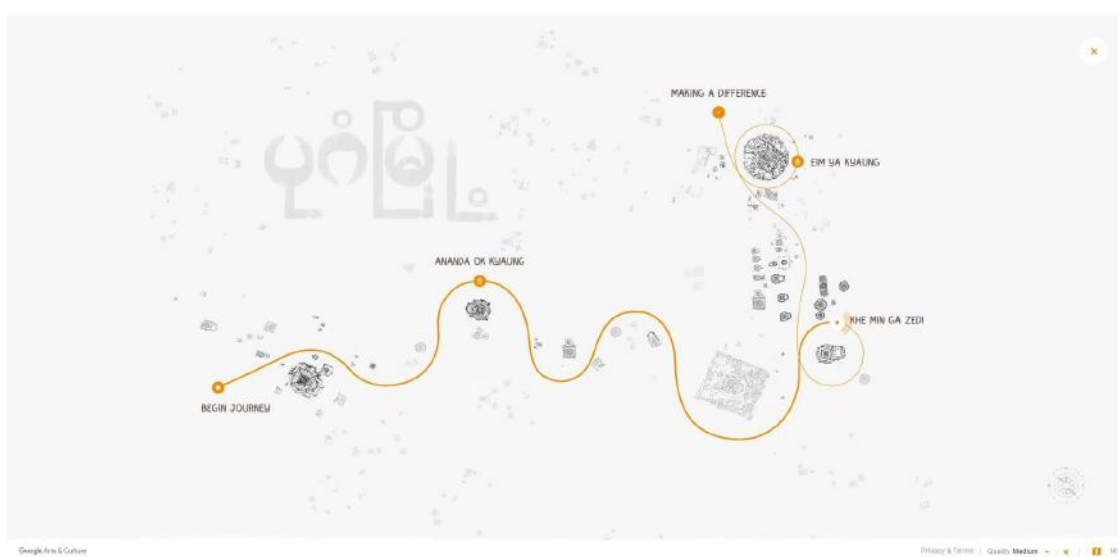 MAKING A DIFFERENCE
EIM YA KYAUNG
ANANDA OK KYAUNG
KHE MIN GA ZEDI
BEGIN JOURNEY
Google Arts & Culture
Privacy & Terms | Quality Medium